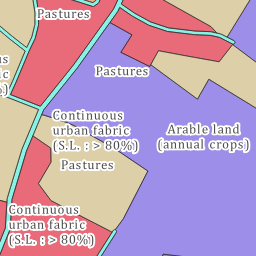 Pastures
Pastures
%)
Continuous
urban fabric
(S.L. : > 80%)
Arable land
(annual crops)
Pastures
Continuous
urban fabric
(S.L. : > 80%)